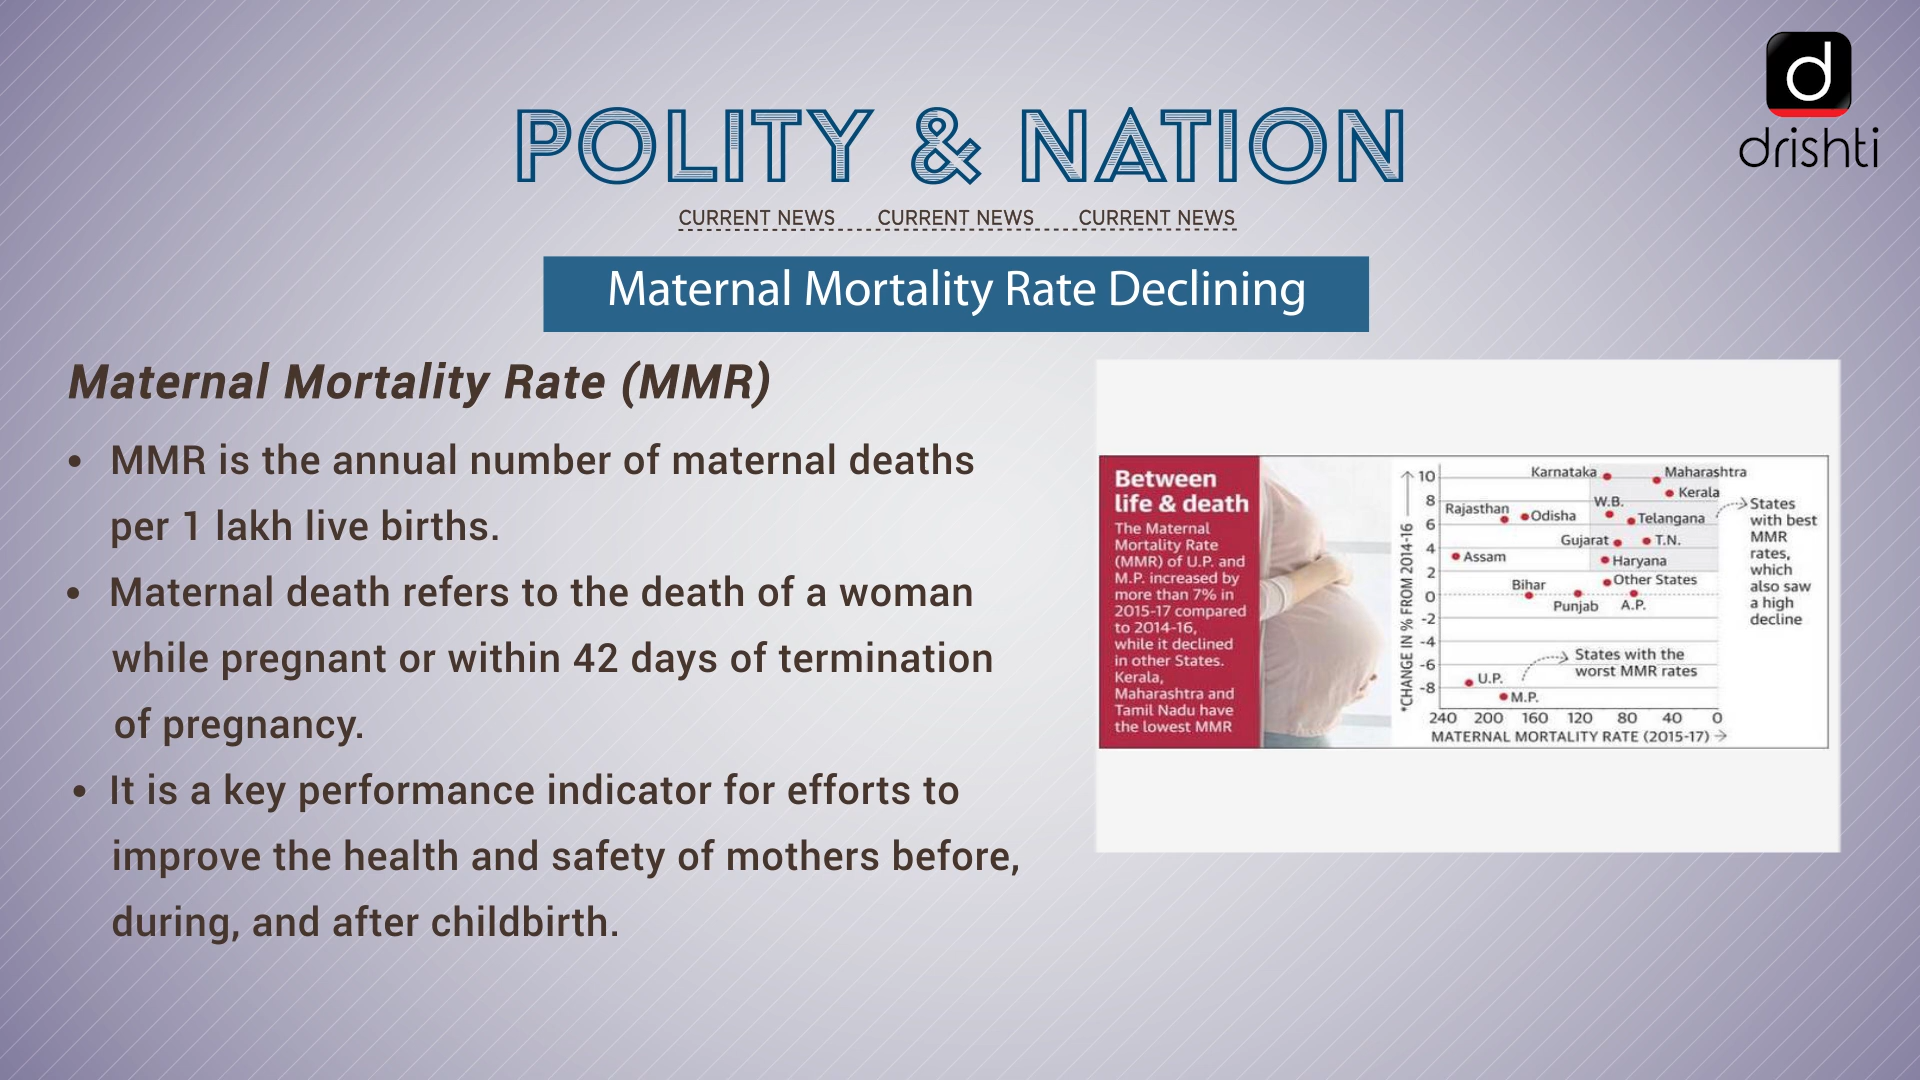 d
drishti
POLITY & NATION
CURRENT NEWS CURRENT NEWS CURRENT NEWS
Maternal Mortality Rate Declining
Maternal Mortality Rate (MMR)
• MMR is the annual number of maternal deaths
per 1 lakh live births.
• Maternal death refers to the death of a woman
while pregnant or within 42 days of termination
of pregnancy.
• It is a key performance indicator for efforts to
improve the health and safety of mothers before,
during, and after childbirth.
Between
life & death
The Maternal
Mortality Rate
(MMR) of U.P. and
M.P. increased by
more than 7% in
2015-17 compared
to 2014-16,
while it declined
in other States.
Kerala,
Maharashtra and
Tamil Nadu have
the lowest MMR
*CHANGE IN % FROM 2014-16
10
8
6
4
2
0
-2
-4
-6
-8
Karnataka
Maharashtra
Kerala
W.B.
Rajasthan
Odisha
Telangana
Gujarat
T.N.
Assam
Haryana
Other States
Bihar
Punjab
A.P.
U.P.
M.P.
States
with best
MMR
rates,
which
also saw
a high
decline
States with the
worst MMR rates
240 200 160 120 80 40 0
MATERNAL MORTALITY RATE (2015-17)